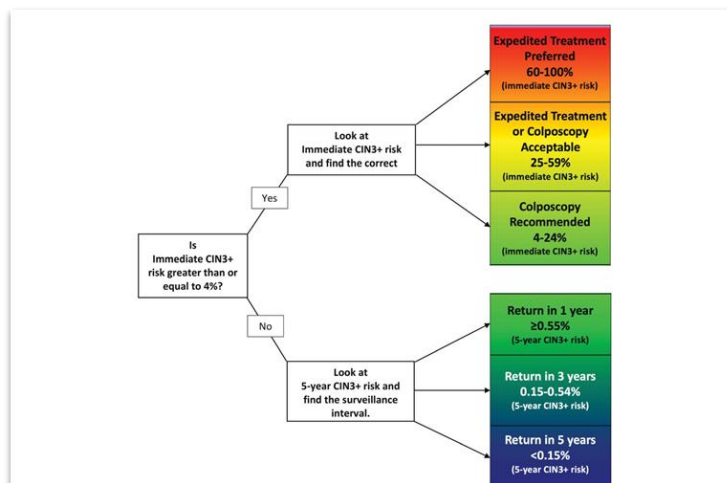 Is
Immediate CIN3+
risk greater than or
equal to 4%?
Yes
Look at
Immediate CIN3+ risk
and find the correct
Expedited Treatment
Preferred
60-100%
(immediate CIN3+ risk)
Expedited Treatment
or Colposcopy
Acceptable
25-59%
(immediate CIN3+ risk)
Colposcopy
Recommended
4-24%
(immediate CIN3+ risk)
No
Look at
5-year CIN3+ risk and
find the surveillance
interval.
Return in 1 year
≥0.55%
(5-year CIN3+ risk)
Return in 3 years
0.15-0.54%
(5-year CIN3+ risk)
Return in 5 years
<0.15%
(5-year CIN3+ risk)